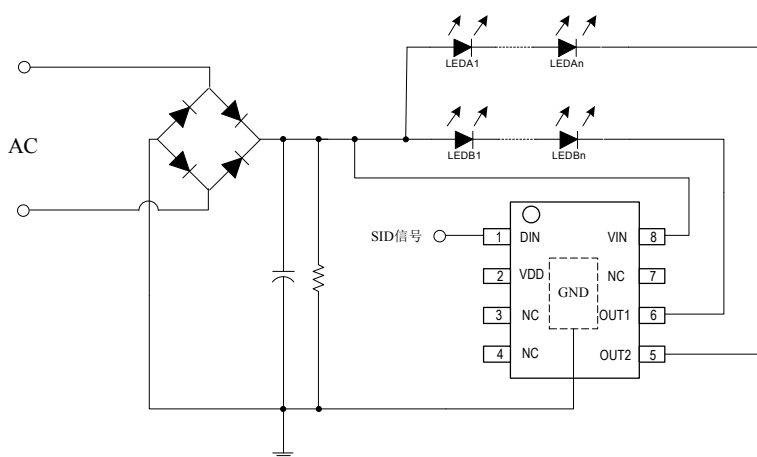 LEDA1 LEDAn
AC
LEDB1 LEDBn
SID信号 1 DIN VIN 8
2 VDD NC 7
GND
3 NC OUT1 6
4 NC OUT2 5